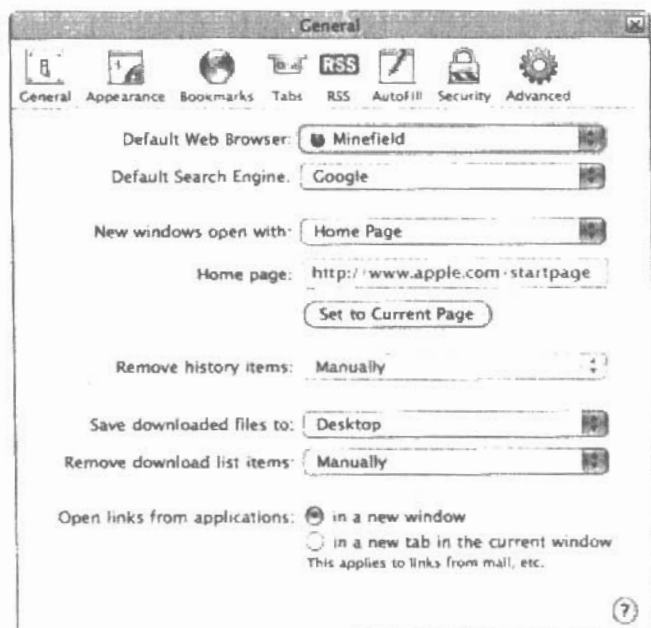 General
RSS
General Appearance Bookmarks Tabs RSS AutoFill Security Advanced
Default Web Browser: Minefield
Default Search Engine. Google
New windows open with: Home Page
Home page: http://www.apple.com/startpage
Set to Current Page
Remove history items: Manually
Save downloaded files to: Desktop
Remove download list items: Manually
Open links from applications: in a new window
in a new tab in the current window
This applies to links from mail, etc.
?